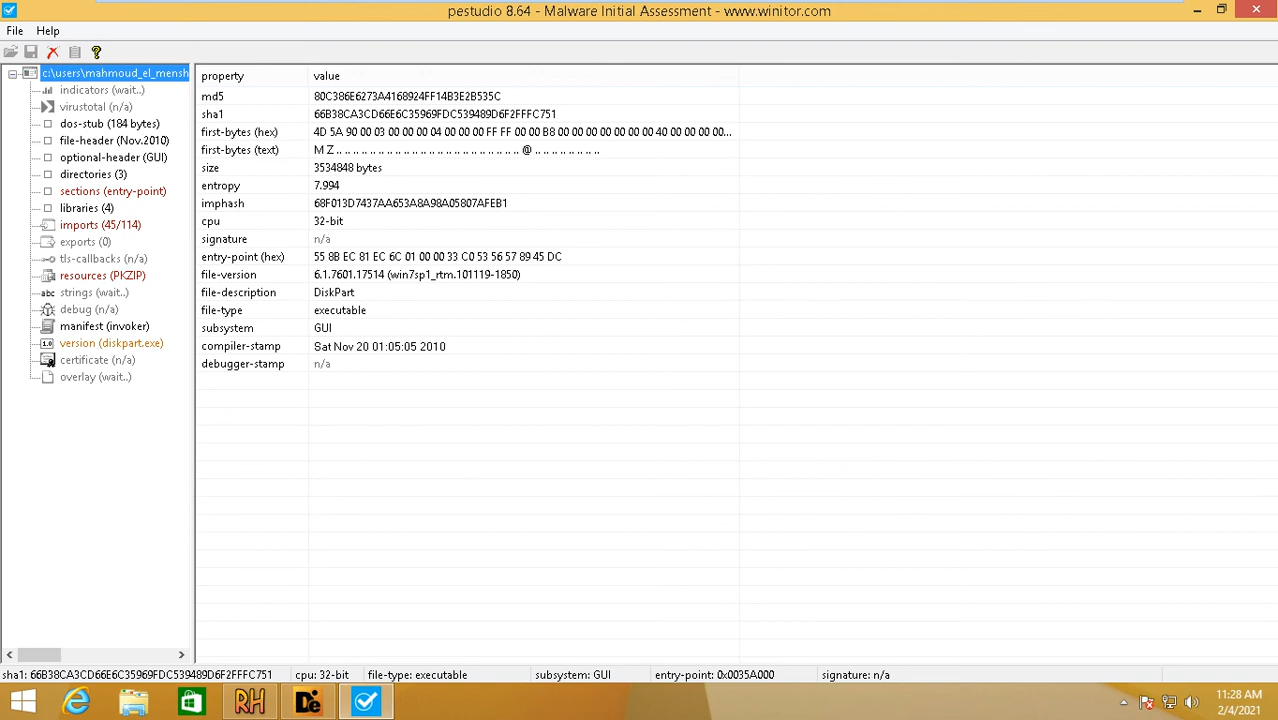 pestudio 8.64 - Malware Initial Assessment - www.winitor.com
File Help
c:\users\mahmoud_el_mensh
indicators (wait..)
virustotal (n/a)
dos-stub (184 bytes)
file-header (Nov.2010)
optional-header (GUI)
directories (3)
sections (entry-point)
libraries (4)
imports (45/114)
exports (0)
tls-callbacks (n/a)
resources (PKZIP)
abc strings (wait..)
debug (n/a)
manifest (invoker)
1.0 version (diskpart.exe)
certificate (n/a)
overlay (wait..)
property value
md5 80C386E6273A4168924FF14B3E2B535C
sha1 66B38CA3CD66E6C35969FDC539489D6F2FFFC751
first-bytes (hex) 4D 5A 90 00 03 00 00 00 04 00 00 00 FF FF 00 00 B8 00 00 00 00 00 00 00 40 00 00 00 00...
first-bytes (text) M Z .. .. .. .. .. .. .. .. .. .. .. .. .. .. .. .. .. .. .. .. .. .. @ .. .. .. .. .. .. ..
size 3534848 bytes
entropy 7.994
imphash 68F013D7437AA653A8A98A05807AFEB1
cpu 32-bit
signature n/a
entry-point (hex) 55 8B EC 81 EC 6C 01 00 00 33 C0 53 56 57 89 45 DC
file-version 6.1.7601.17514 (win7sp1_rtm.101119-1850)
file-description DiskPart
file-type executable
subsystem GUI
compiler-stamp Sat Nov 20 01:05:05 2010
debugger-stamp n/a
sha1: 66B38CA3CD66E6C35969FDC539489D6F2FFFC751 cpu: 32-bit file-type: executable subsystem: GUI entry-point: 0x0035A000 signature: n/a
RH De
11:28 AM
2/4/2021